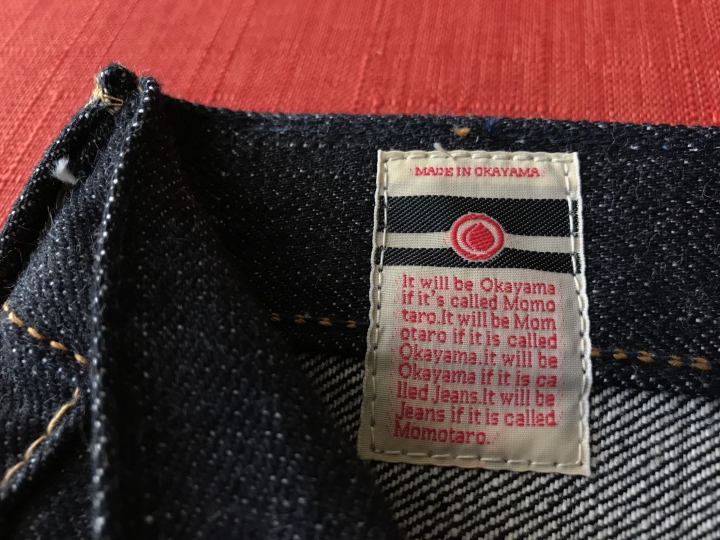 MADE IN OKAYAMA
It will be Okayama
if it's called Momo
taro.It will be Mom
otaro if it is called
Okayama.it will be
Okayama if it is ca
lled Jeans.It will be
Jeans if it is called
Momotaro.